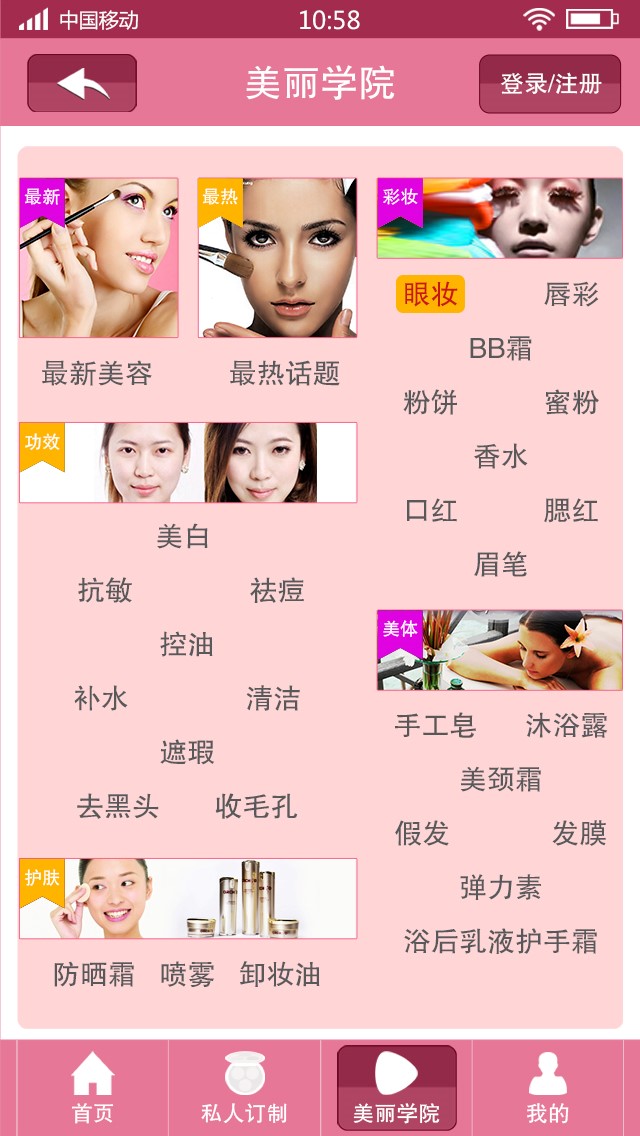 中国移动 10:58
美丽学院
登录/注册
最新
最新美容
最热
最热话题
功效
美白
抗敏 祛痘
控油
补水 清洁
遮瑕
去黑头 收毛孔
护肤
防晒霜 喷雾 卸妆油
彩妆
眼妆 唇彩
BB霜
粉饼 蜜粉
香水
口红 腮红
眉笔
美体
手工皂 沐浴露
美颈霜
假发 发膜
弹力素
浴后乳液护手霜
首页 私人订制 美丽学院 我的